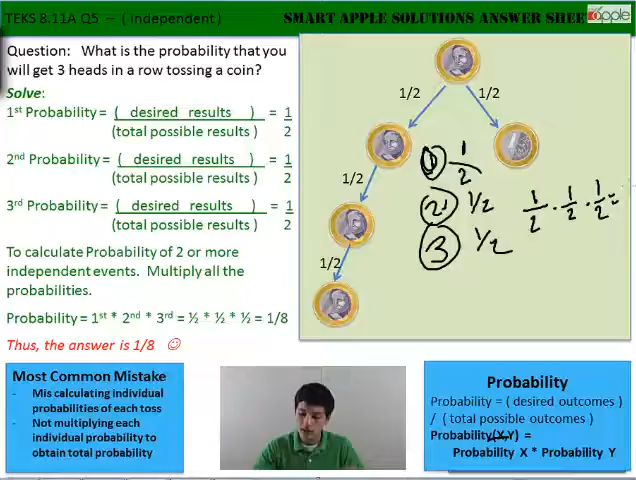 TEKS 8.11A Q5 – ( independent)
SMART APPLE SOLUTIONS ANSWER SHEET
apple
Question: What is the probability that you
will get 3 heads in a row tossing a coin?
Solve:
1st Probability = ( desired results ) = 1
(total possible results ) 2
2nd Probability = ( desired results ) = 1
(total possible results ) 2
3rd Probability = ( desired results ) = 1
(total possible results ) 2
To calculate Probability of 2 or more
independent events. Multiply all the
probabilities.
Probability = 1st * 2nd * 3rd = ½ * ½ * ½ = 1/8
Thus, the answer is 1/8 ☺
1/2
1/2
1/2
1/2
① 1/2
② 1/2
③ 1/2
1/2 · 1/2 · 1/2 =
Most Common Mistake
- Mis calculating individual
probabilities of each toss
- Not multiplying each
individual probability to
obtain total probability
Probability
Probability = ( desired outcomes )
/ ( total possible outcomes )
Probability(X,Y) =
Probability X * Probability Y